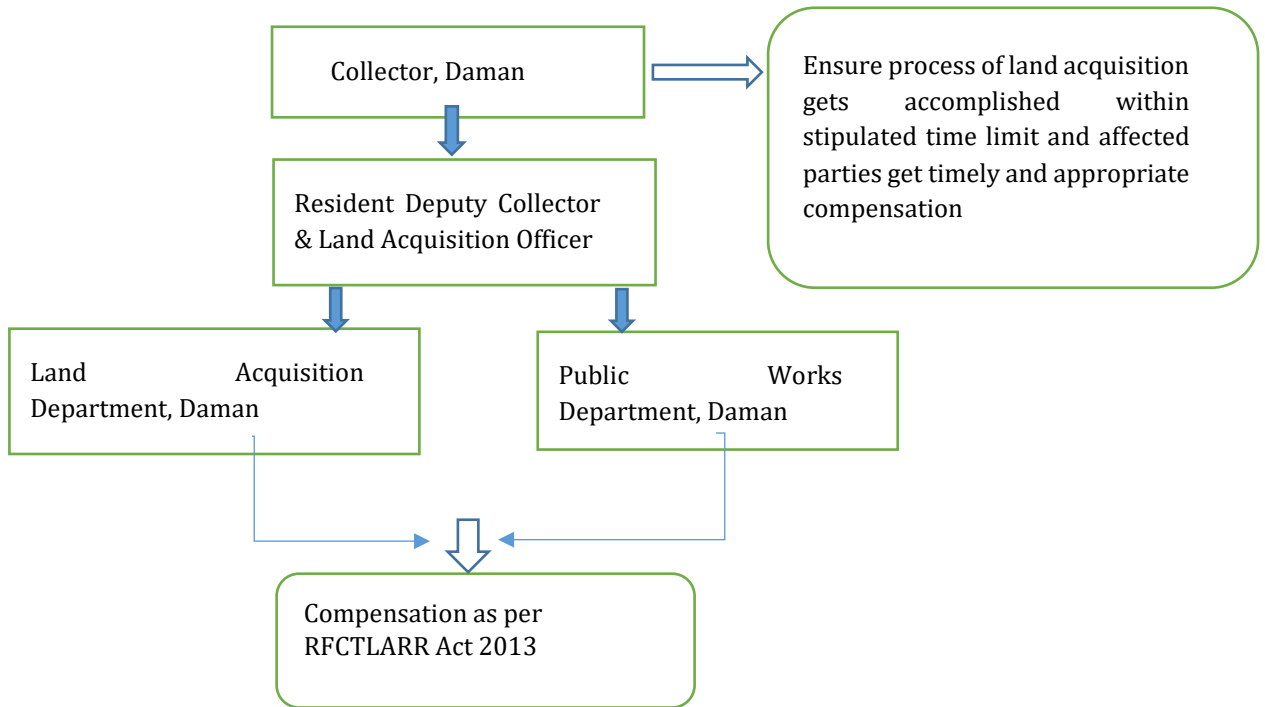 Collector, Daman
Ensure process of land acquisition
gets accomplished within
stipulated time limit and affected
parties get timely and appropriate
compensation
Resident Deputy Collector
& Land Acquisition Officer
Land Acquisition
Department, Daman
Public Works
Department, Daman
Compensation as per
RFCTLARR Act 2013